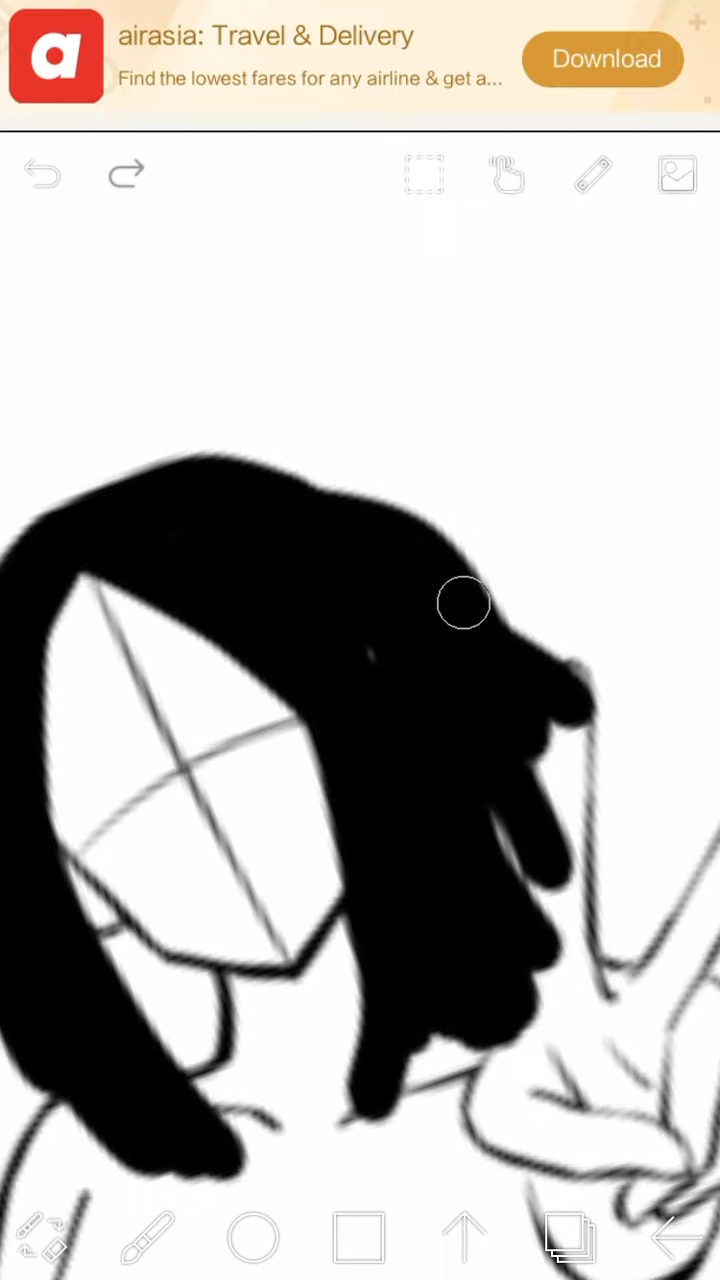 a
airasia: Travel & Delivery
Find the lowest fares for any airline & get a...
Download